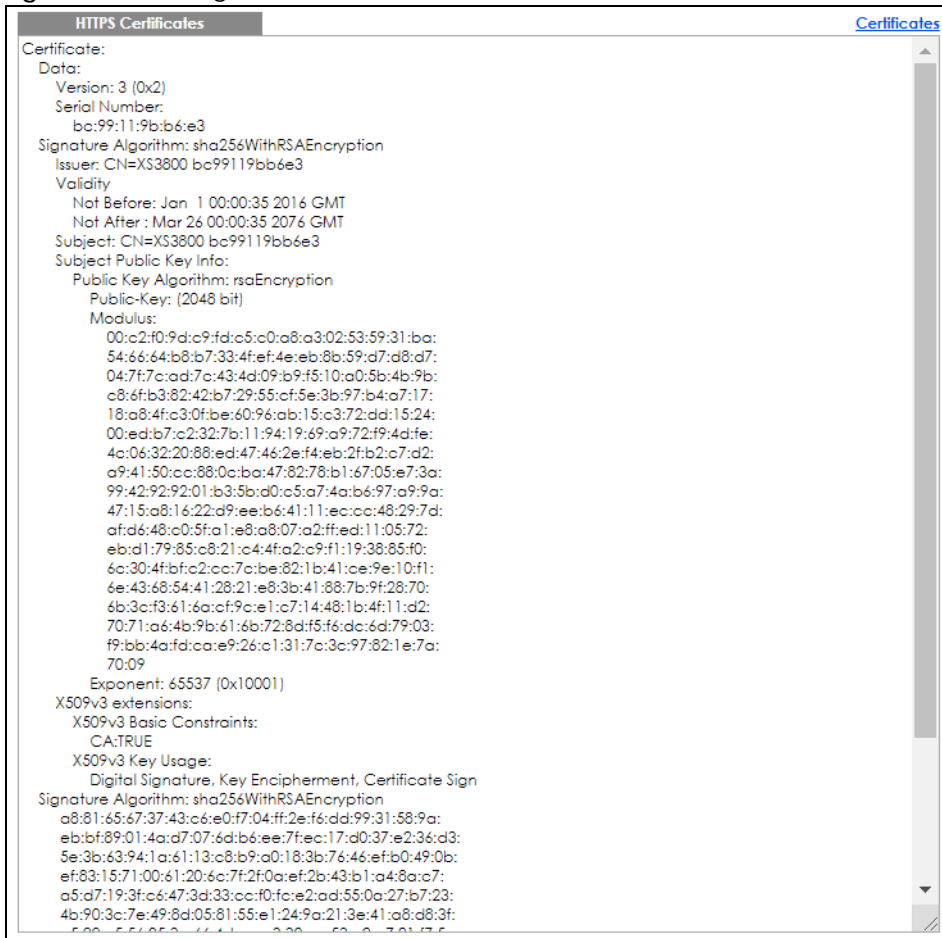 HTTPS Certificates
Certificates
Certificate:
Data:
Version: 3 (0x2)
Serial Number:
bc:99:11:9b:b6:e3
Signature Algorithm: sha256WithRSAEncryption
Issuer: CN=XS3800 bc99119bb6e3
Validity
Not Before: Jan 1 00:00:35 2016 GMT
Not After : Mar 26 00:00:35 2076 GMT
Subject: CN=XS3800 bc99119bb6e3
Subject Public Key Info:
Public Key Algorithm: rsaEncryption
Public-Key: (2048 bit)
Modulus:
00:c2:f0:9d:c9:fd:c5:c0:a8:a3:02:53:59:31:ba:
54:66:64:b8:b7:33:4f:ef:4e:eb:8b:59:d7:d8:d7:
04:7f:7c:ad:7c:43:4d:09:b9:f5:10:a0:5b:4b:9b:
c8:6f:b3:82:42:b7:29:55:cf:5e:3b:97:b4:a7:17:
18:a8:4f:c3:0f:be:60:96:ab:15:c3:72:dd:15:24:
00:ed:b7:c2:32:7b:11:94:19:69:a9:72:f9:4d:fe:
4c:06:32:20:88:ed:47:46:2e:f4:eb:2f:b2:c7:d2:
a9:41:50:cc:88:0c:ba:47:82:78:b1:67:05:e7:3a:
99:42:92:92:01:b3:5b:d0:c5:a7:4a:b6:97:a9:9a:
47:15:a8:16:22:d9:ee:b6:41:11:ec:cc:48:29:7d:
af:d6:48:c0:5f:a1:e8:a8:07:a2:ff:ed:11:05:72:
eb:d1:79:85:c8:21:c4:4f:a2:c9:f1:19:38:85:f0:
6c:30:4f:bf:c2:cc:7c:be:82:1b:41:ce:9e:10:f1:
6e:43:68:54:41:28:21:e8:3b:41:88:7b:9f:28:70:
6b:3c:f3:61:6a:cf:9c:e1:c7:14:48:1b:4f:11:d2:
70:71:a6:4b:9b:61:6b:72:8d:f5:f6:dc:6d:79:03:
f9:bb:4a:fd:ca:e9:26:c1:31:7c:3c:97:82:1e:7a:
70:09
Exponent: 65537 (0x10001)
X509v3 extensions:
X509v3 Basic Constraints:
CA:TRUE
X509v3 Key Usage:
Digital Signature, Key Encipherment, Certificate Sign
Signature Algorithm: sha256WithRSAEncryption
a8:81:65:67:37:43:c6:e0:f7:04:ff:2e:f6:dd:99:31:58:9a:
eb:bf:89:01:4a:d7:07:6d:b6:ee:7f:ec:17:d0:37:e2:36:d3:
5e:3b:63:94:1a:61:13:c8:b9:a0:18:3b:76:46:ef:b0:49:0b:
ef:83:15:71:00:61:20:6c:7f:2f:0a:ef:2b:43:b1:a4:8a:c7:
a5:d7:19:3f:c6:47:3d:33:cc:f0:fc:e2:ad:55:0a:27:b7:23:
4b:90:3c:7e:49:8d:05:81:55:e1:24:9a:21:3e:41:a8:d8:3f: